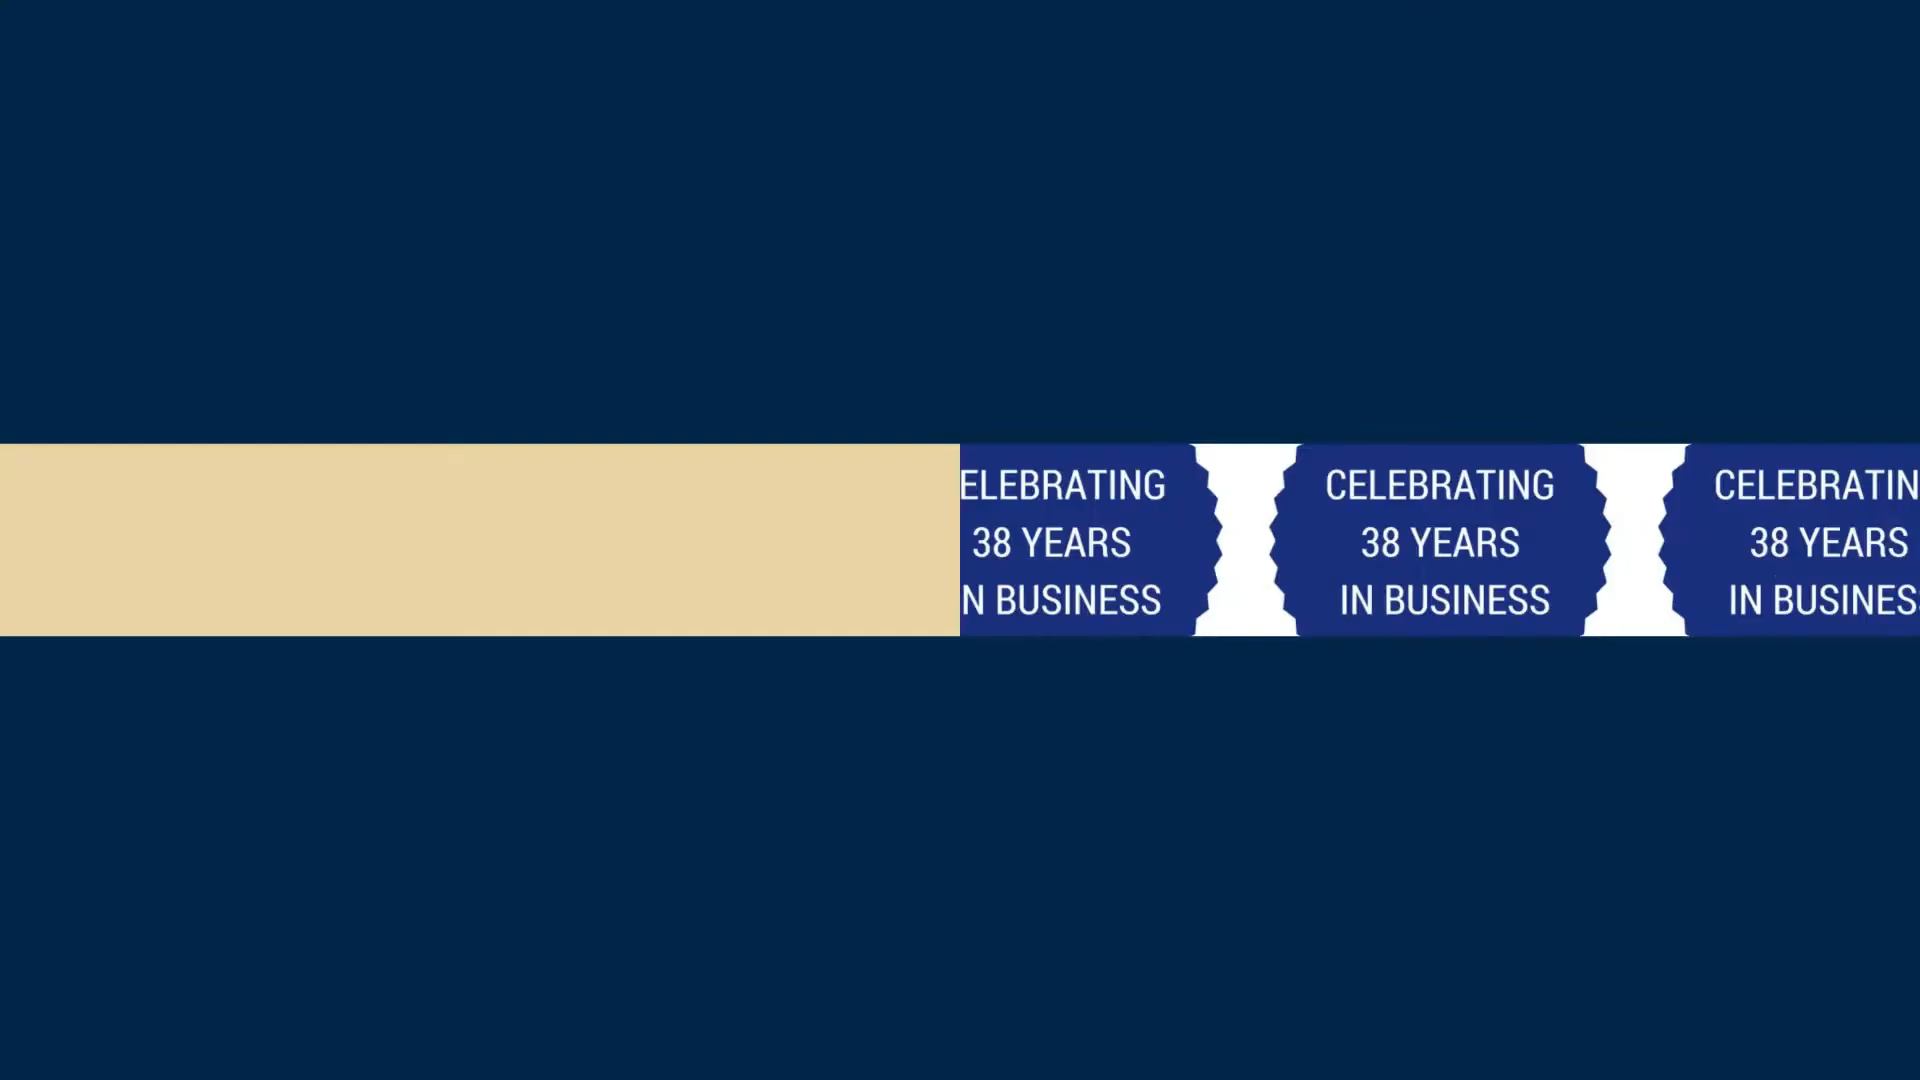 ELEBRATING
38 YEARS
N BUSINESS
CELEBRATING
38 YEARS
IN BUSINESS
CELEBRATIN
38 YEARS
IN BUSINES